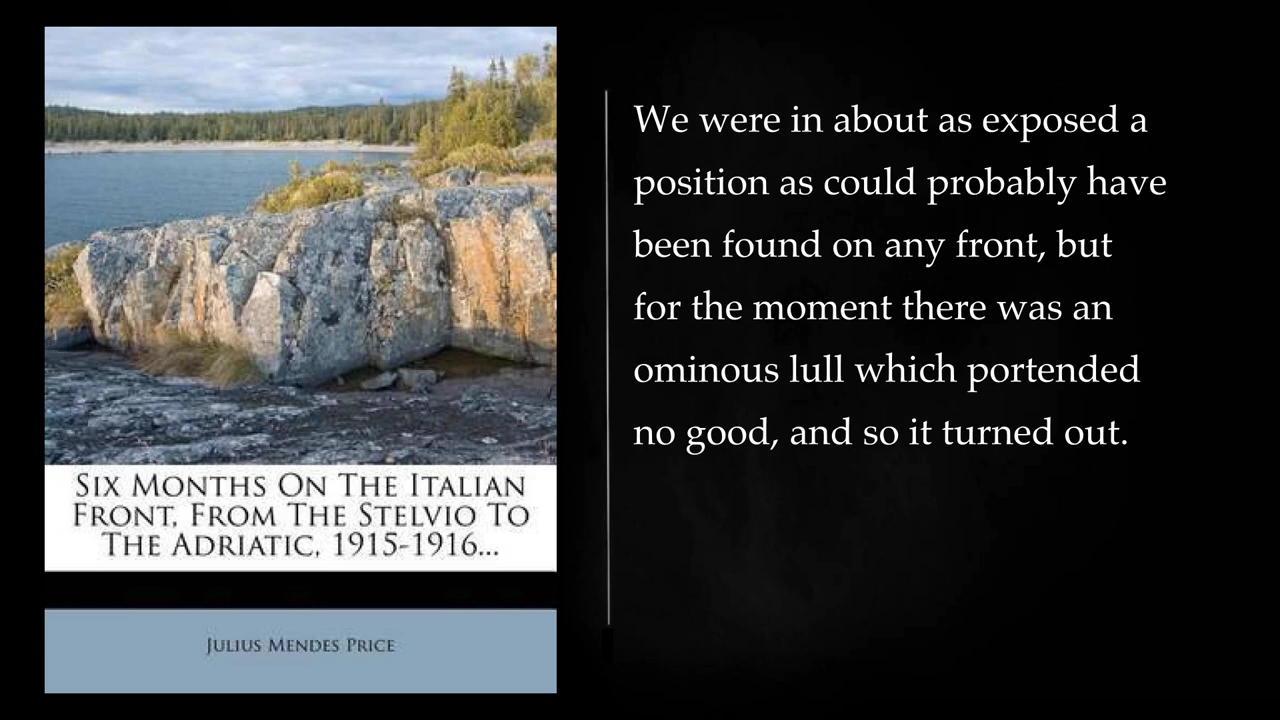 SIX MONTHS ON THE ITALIAN
FRONT, FROM THE STELVIO TO
THE ADRIATIC, 1915-1916...
JULIUS MENDES PRICE
We were in about as exposed a
position as could probably have
been found on any front, but
for the moment there was an
ominous lull which portended
no good, and so it turned out.